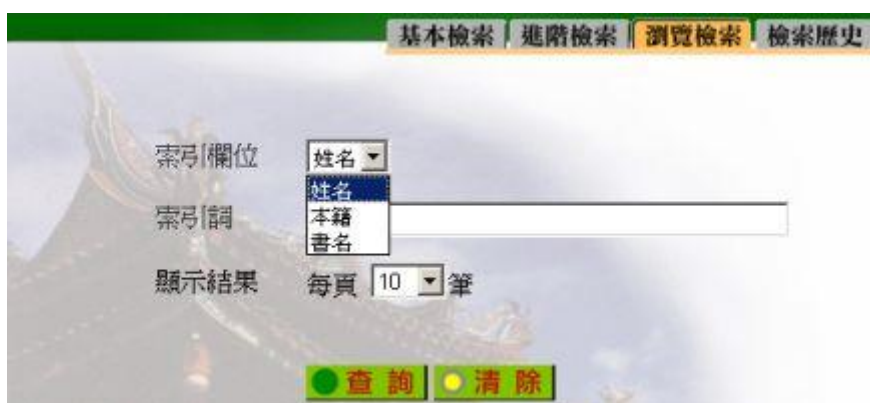 基本檢索 進階檢索 瀏覽檢索 檢索歷史
索引欄位 姓名
姓名
索引詞 本籍
書名
顯示結果 每頁 10 筆
查詢 清除